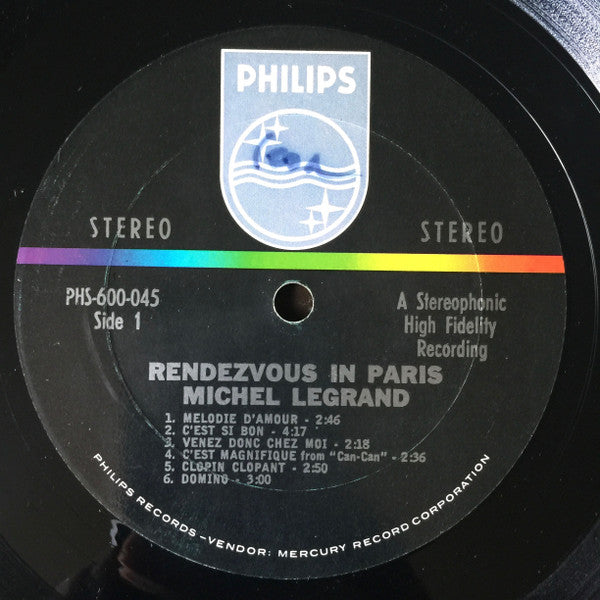 PHILIPS
STEREO
STEREO
PHS-600-045
Side 1
A Stereophonic
High Fidelity
Recording
RENDEZVOUS IN PARIS
MICHEL LEGRAND
1. MELODIE D'AMOUR - 2:46
2. C'EST SI BON - 4:17
3. VENEZ DONC CHEZ MOI - 2:18
4. C'EST MAGNIFIQUE from "Can-Can" - 2:36
5. CLOPIN CLOPANT - 2:50
6. DOMINO - 3:00
PHILIPS RECORDS—VENDOR: MERCURY RECORD CORPORATION